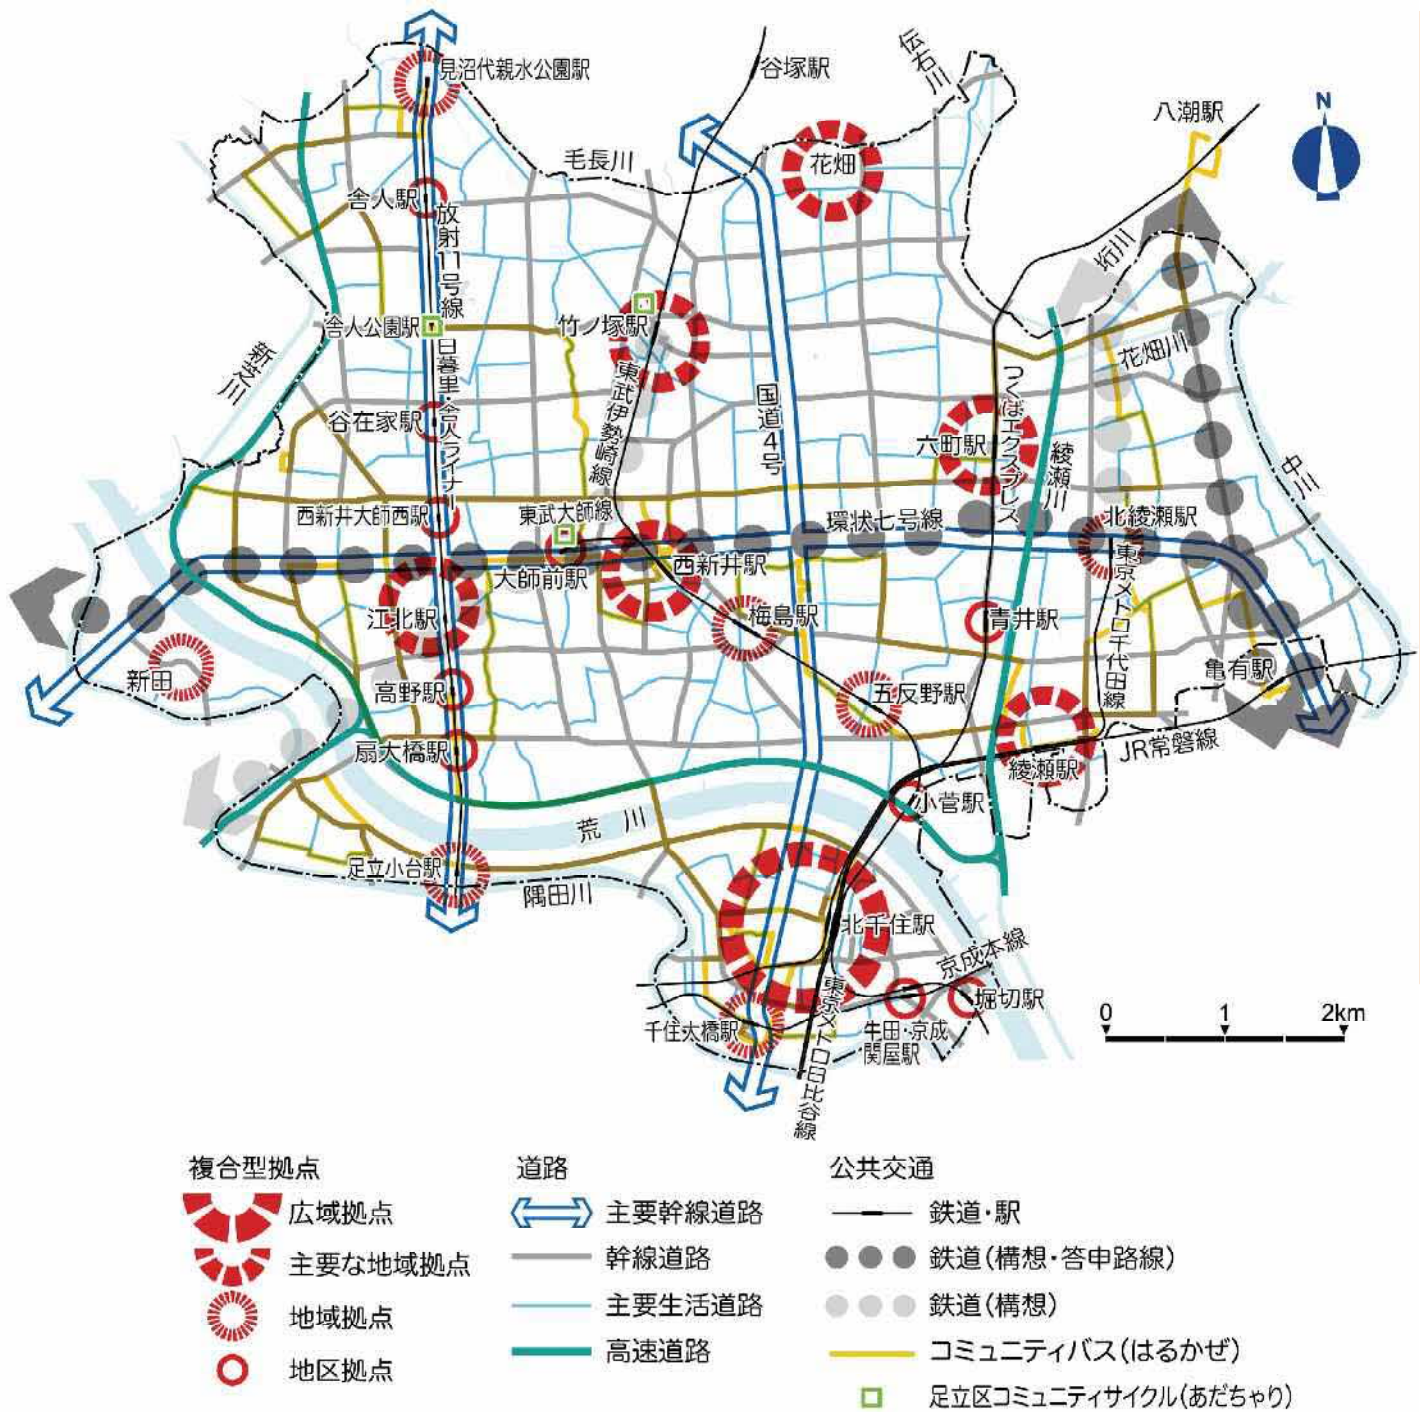 見沼代親水公園駅
谷塚駅
伝右川
八潮駅
N
毛長川
花畑
舎人駅
放射11号線
垳川
舎人公園駅
日暮里・舎人ライナー
竹ノ塚駅
東武伊勢崎線
国道4号
花畑川
新芝川
谷在家駅
六町駅
つくばエクスプレス
綾瀬川
中川
西新井大師西駅
東武大師線
環状七号線
北綾瀬駅
大師前駅
西新井駅
東京メトロ千代田線
江北駅
梅島駅
青井駅
新田
高野駅
五反野駅
亀有駅
扇大橋駅
綾瀬駅
JR常磐線
小菅駅
荒川
足立小台駅
隅田川
北千住駅
京成本線
東京メトロ日比谷線
千住大橋駅
牛田・京成
関屋駅
堀切駅
0 1 2km
複合型拠点
広域拠点
主要な地域拠点
地域拠点
地区拠点
道路
主要幹線道路
幹線道路
主要生活道路
高速道路
公共交通
鉄道・駅
鉄道(構想・答申路線)
鉄道(構想)
コミュニティバス(はるかぜ)
足立区コミュニティサイクル(あだちゃり)